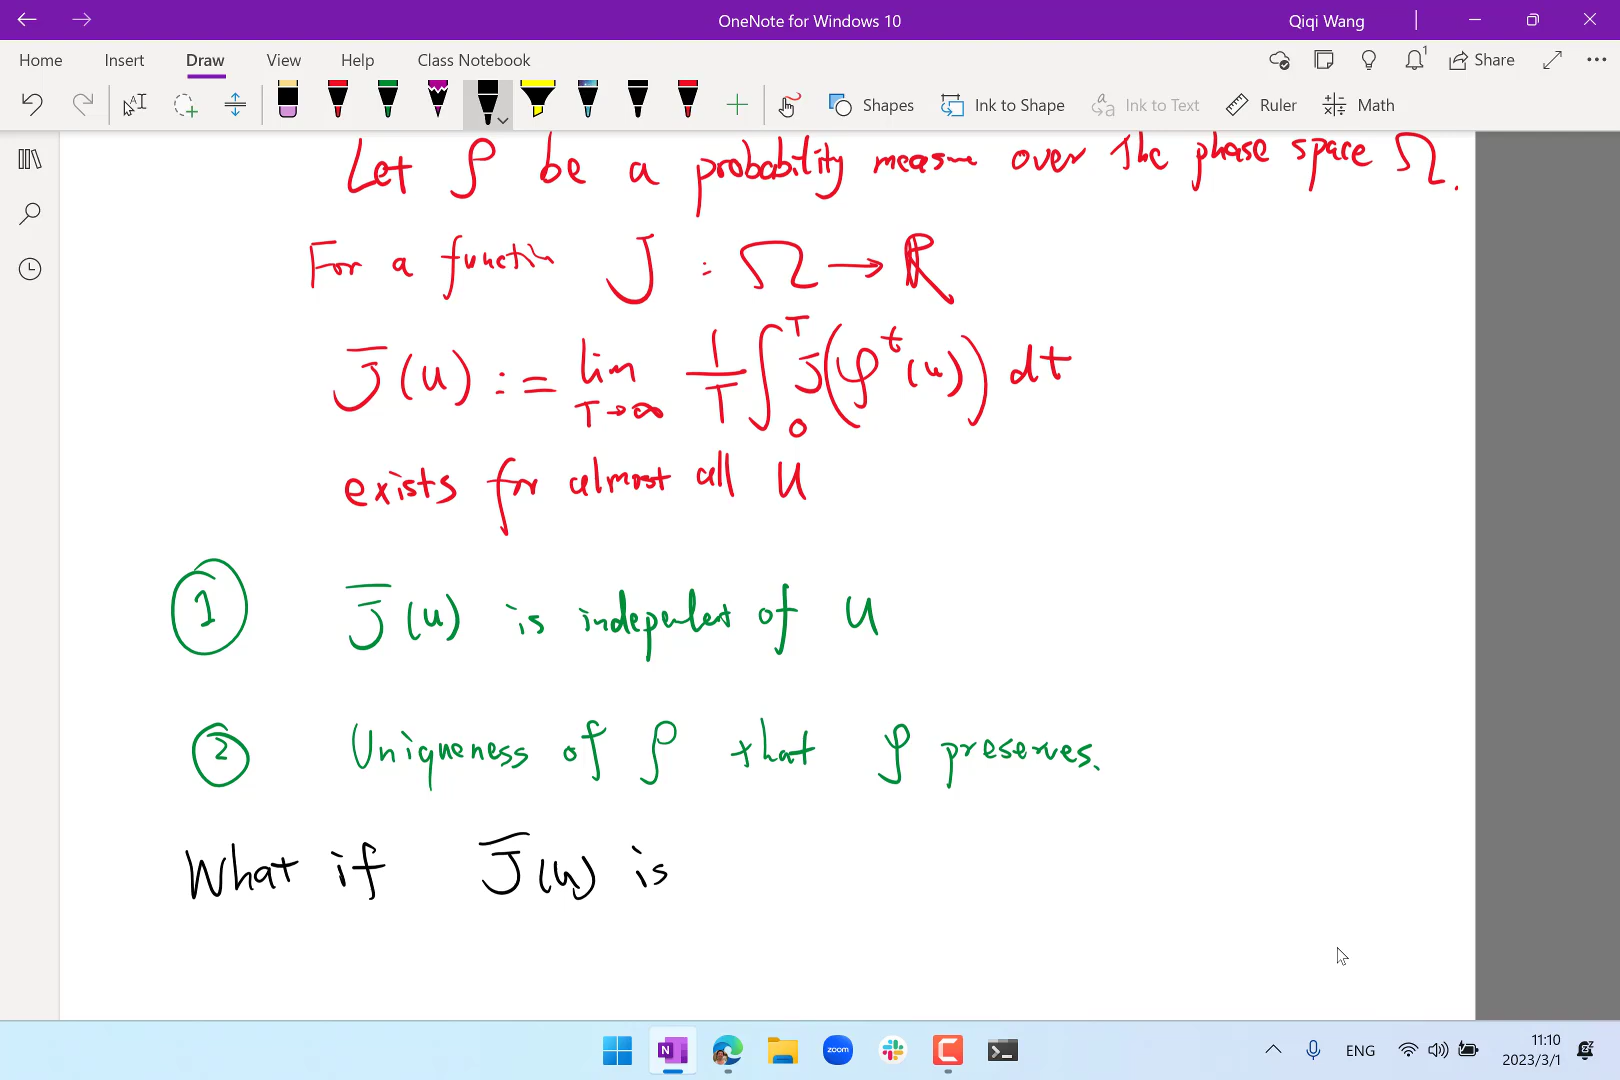 OneNote for Windows 10
Qiqi Wang
Home Insert Draw View Help Class Notebook
1 Share
Shapes Ink to Shape Ink to Text Ruler Math
Let ρ be a probability measure over the phase space Ω.
For a function J : Ω → ℝ
J̅(u) := lim T→∞ 1/T ∫₀ᵀ J(φᵗ(u)) dt
exists for almost all u
① J̅(u) is independent of u
② Uniqueness of ρ that φ preserves.
What if J̅(u) is
zoom
ENG
11:10
2023/3/1